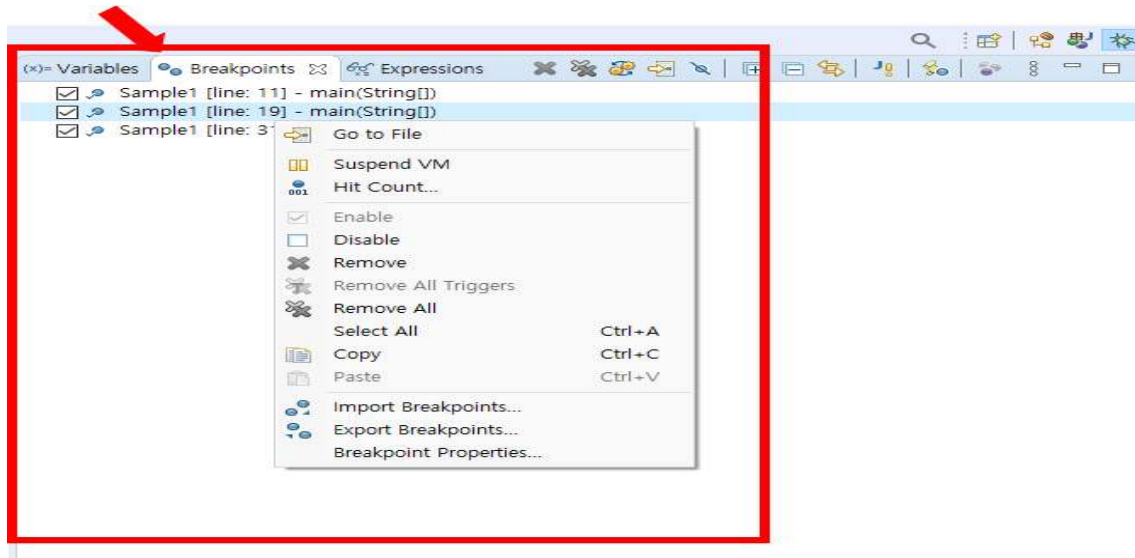 (x)= Variables Breakpoints Expressions
Sample1 [line: 11] - main(String[])
Sample1 [line: 19] - main(String[])
Sample1 [line: 3
Go to File
Suspend VM
001 Hit Count...
Enable
Disable
Remove
Remove All Triggers
Remove All
Select All Ctrl+A
Copy Ctrl+C
Paste Ctrl+V
Import Breakpoints...
Export Breakpoints...
Breakpoint Properties...